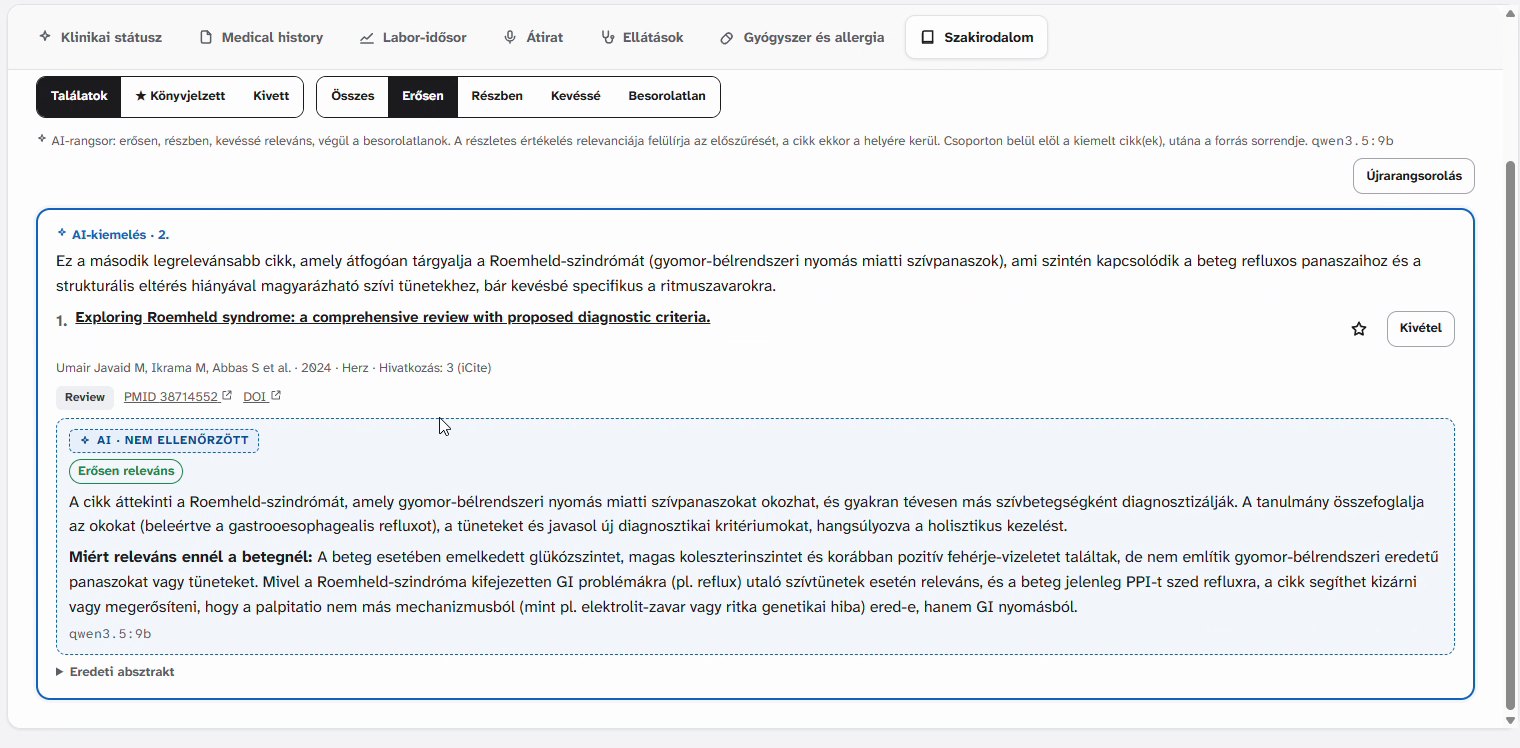 Klinikai státusz Medical history Labor-idősor Átirat Ellátások Gyógyszer és allergia Szakirodalom
Találatok ★ Könyvjelzett Kivett Összes Erősen Részben Kevéssé Besorolatlan
AI-rangsor: erősen, részben, kevéssé releváns, végül a besorolatlanok. A részletes értékelés relevanciája felülírja az előszűrését, a cikk ekkor a helyére kerül. Csoporton belül elöl a kiemelt cikk(ek), utána a forrás sorrendje. qwen3.5:9b
Újrarangsorolás
AI-kiemelés · 2.
Ez a második legrelevánsabb cikk, amely átfogóan tárgyalja a Roemheld-szindrómát (gyomor-bélrendszeri nyomás miatti szívpanaszok), ami szintén kapcsolódik a beteg refluxos panaszaihoz és a
strukturális eltérés hiányával magyarázható szívi tünetekhez, bár kevésbé specifikus a ritmuszavarokra.
1. Exploring Roemheld syndrome: a comprehensive review with proposed diagnostic criteria.
Kivétel
Umair Javaid M, Ikrama M, Abbas S et al. · 2024 · Herz · Hivatkozás: 3 (iCite)
Review PMID 38714552 DOI
AI · NEM ELLENŐRZÖTT
Erősen releváns
A cikk áttekinti a Roemheld-szindrómát, amely gyomor-bélrendszeri nyomás miatti szívpanaszokat okozhat, és gyakran tévesen más szívbetegségként diagnosztizálják. A tanulmány összefoglalja
az okokat (beleértve a gastrooesophagealis refluxot), a tüneteket és javasol új diagnosztikai kritériumokat, hangsúlyozva a holisztikus kezelést.
Miért releváns ennél a betegnél: A beteg esetében emelkedett glükózszintet, magas koleszterinszintet és korábban pozitív fehérje-vizeletet találtak, de nem említik gyomor-bélrendszeri eredetű
panaszokat vagy tüneteket. Mivel a Roemheld-szindróma kifejezetten GI problémákra (pl. reflux) utaló szívtünetek esetén releváns, és a beteg jelenleg PPI-t szed refluxra, a cikk segíthet kizárni
vagy megerősíteni, hogy a palpitatio nem más mechanizmusból (mint pl. elektrolit-zavar vagy ritka genetikai hiba) ered-e, hanem GI nyomásból.
qwen3.5:9b
Eredeti absztrakt